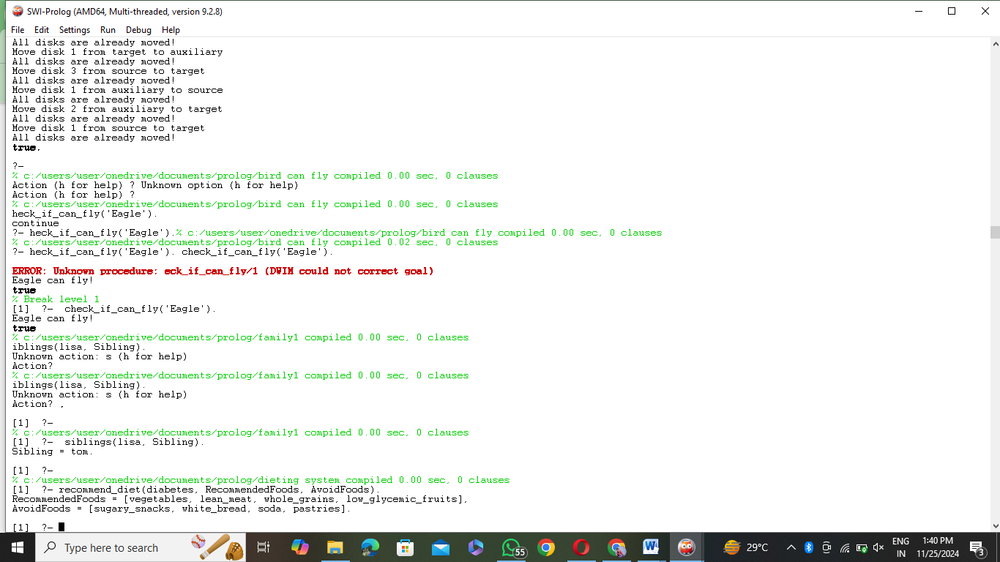 SWI-Prolog (AMD64, Multi-threaded, version 9.2.8)
File Edit Settings Run Debug Help
All disks are already moved!
Move disk 1 from target to auxiliary
All disks are already moved!
Move disk 3 from source to target
All disks are already moved!
Move disk 1 from auxiliary to source
All disks are already moved!
Move disk 2 from auxiliary to target
All disks are already moved!
Move disk 1 from source to target
All disks are already moved!
true.
?-
% c:/users/user/onedrive/documents/prolog/bird can fly compiled 0.00 sec, 0 clauses
Action (h for help) ? Unknown option (h for help)
Action (h for help) ?
% c:/users/user/onedrive/documents/prolog/bird can fly compiled 0.00 sec, 0 clauses
heck_if_can_fly('Eagle').
continue
?- heck_if_can_fly('Eagle').% c:/users/user/onedrive/documents/prolog/bird can fly compiled 0.00 sec, 0 clauses
% c:/users/user/onedrive/documents/prolog/bird can fly compiled 0.02 sec, 0 clauses
?- heck_if_can_fly('Eagle'). check_if_can_fly('Eagle').
ERROR: Unknown procedure: eck_if_can_fly/1 (DWIM could not correct goal)
Eagle can fly!
true
% Break level 1
[1] ?- check_if_can_fly('Eagle').
Eagle can fly!
true
% c:/users/user/onedrive/documents/prolog/family1 compiled 0.00 sec, 0 clauses
iblings(lisa, Sibling).
Unknown action: s (h for help)
Action?
% c:/users/user/onedrive/documents/prolog/family1 compiled 0.00 sec, 0 clauses
iblings(lisa, Sibling).
Unknown action: s (h for help)
Action? .
[1] ?-
% c:/users/user/onedrive/documents/prolog/family1 compiled 0.00 sec, 0 clauses
[1] ?- siblings(lisa, Sibling).
Sibling = tom.
[1] ?-
% c:/users/user/onedrive/documents/prolog/dieting system compiled 0.00 sec, 0 clauses
[1] ?- recommend_diet(diabetes, RecommendedFoods, AvoidFoods).
RecommendedFoods = [vegetables, lean_meat, whole_grains, low_glycemic_fruits],
AvoidFoods = [sugary_snacks, white_bread, soda, pastries].
[1] ?-
Type here to search
55
29°C
ENG
IN
1:40 PM
11/25/2024
3